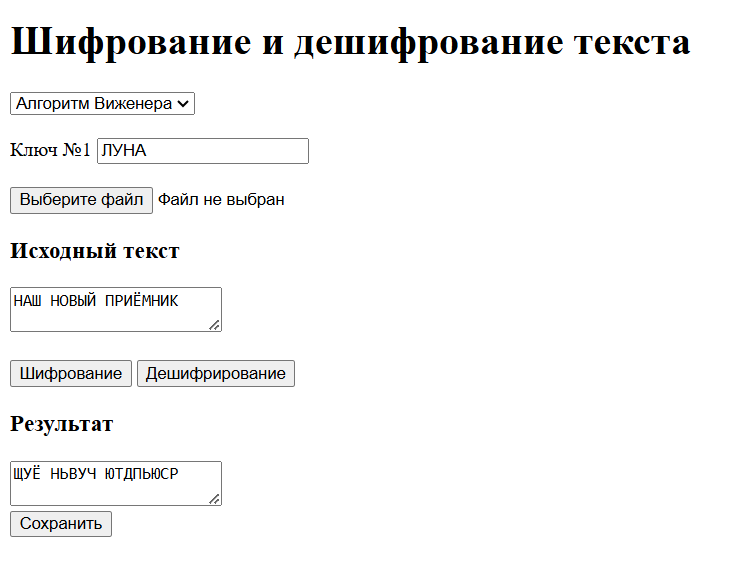 Шифрование и дешифрование текста
Алгоритм Виженера
Ключ №1 ЛУНА
Выберите файл Файл не выбран
Исходный текст
НАШ НОВЫЙ ПРИЁМНИК
Шифрование Дешифрирование
Результат
ЩУЁ НЬВУЧ ЮТДПЬЮСР
Сохранить